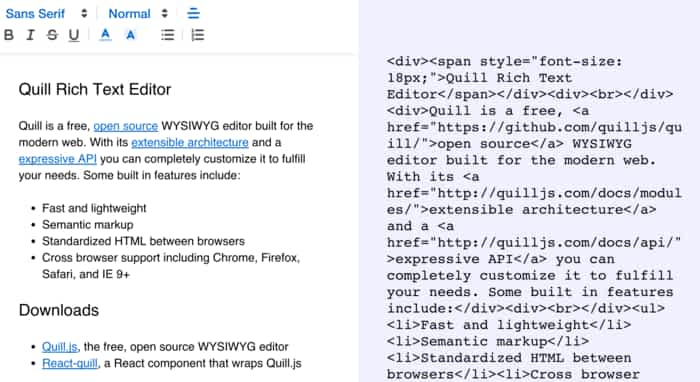 Sans Serif Normal
B I S U A A
Quill Rich Text Editor
Quill is a free, open source WYSIWYG editor built for the
modern web. With its extensible architecture and a
expressive API you can completely customize it to fulfill
your needs. Some built in features include:
• Fast and lightweight
• Semantic markup
• Standardized HTML between browsers
• Cross browser support including Chrome, Firefox,
Safari, and IE 9+
Downloads
• Quill.js, the free, open source WYSIWYG editor
• React-quill, a React component that wraps Quill.js
<div><span style="font-size:
18px;">Quill Rich Text
Editor</span></div><div><br></div>
<div>Quill is a free, <a
href="https://github.com/quilljs/qu
ill/">open source</a> WYSIWYG
editor built for the modern web.
With its <a
href="http://quilljs.com/docs/modul
es/">extensible architecture</a>
and a <a
href="http://quilljs.com/docs/api/"
>expressive API</a> you can
completely customize it to fulfill
your needs. Some built in features
include:</div><div><br></div><ul>
<li>Fast and lightweight</li>
<li>Semantic markup</li>
<li>Standardized HTML between
browsers</li><li>Cross browser